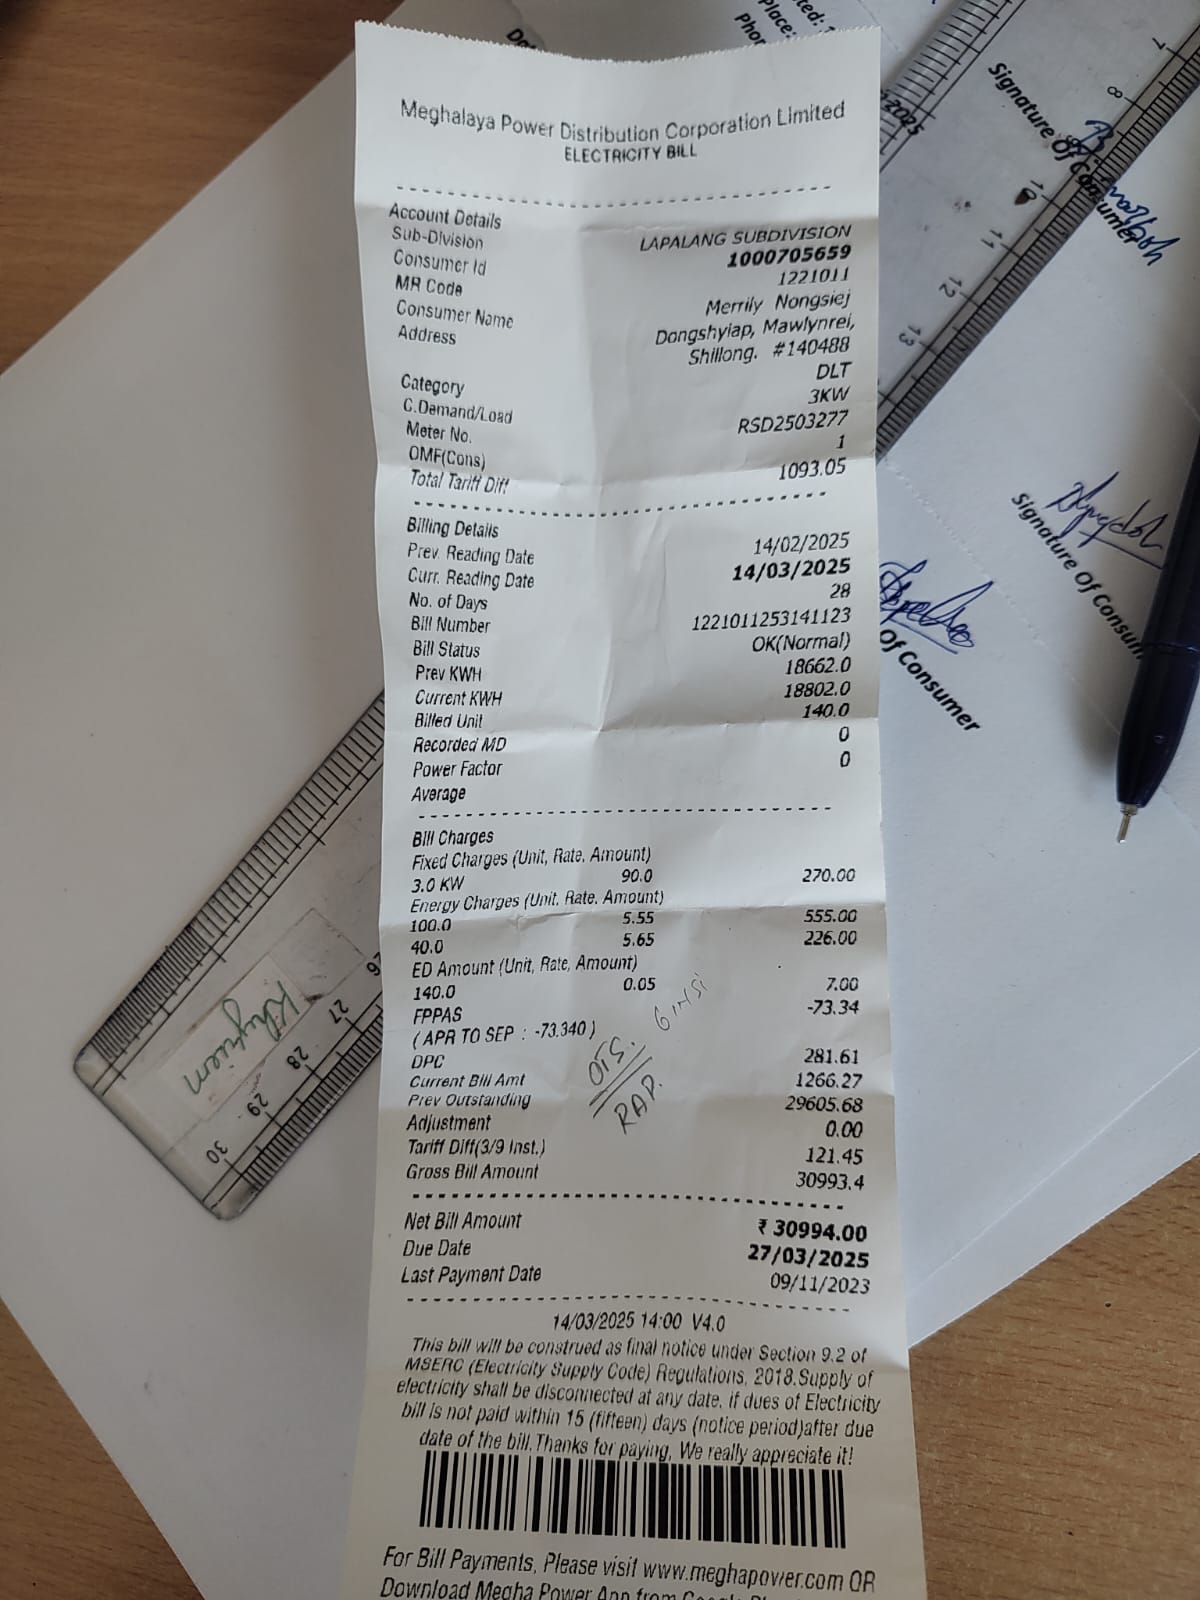 Meghalaya Power Distribution Corporation Limited
ELECTRICITY BILL
Account Details
Sub-Division LAPALANG SUBDIVISION
Consumer Id 1000705659
MR Code 1221011
Consumer Name Merrily Nongsiej
Address Dongshyiap, Mawlynrei,
Shillong. #140488
Category DLT
C.Demand/Load 3KW
Meter No. RSD2503277
OMF(Cons) 1
Total Tariff Diff 1093.05
Billing Details
Prev. Reading Date 14/02/2025
Curr. Reading Date 14/03/2025
No. of Days 28
Bill Number 1221011253141123
Bill Status OK(Normal)
Prev KWH 18662.0
Current KWH 18802.0
Billed Unit 140.0
Recorded MD 0
Power Factor 0
Average
Bill Charges
Fixed Charges (Unit, Rate, Amount)
3.0 KW 90.0 270.00
Energy Charges (Unit, Rate, Amount)
100.0 5.55 555.00
40.0 5.65 226.00
ED Amount (Unit, Rate, Amount)
140.0 0.05 7.00
FPPAS -73.34
( APR TO SEP : -73.340 )
DPC 281.61
Current Bill Amt 1266.27
Prev Outstanding 29605.68
Adjustment 0.00
Tariff Diff(3/9 Inst.) 121.45
Gross Bill Amount 30993.4
OTS.
RAP.
Net Bill Amount ₹ 30994.00
Due Date 27/03/2025
Last Payment Date 09/11/2023
14/03/2025 14:00 V4.0
This bill will be construed as final notice under Section 9.2 of
MSERC (Electricity Supply Code) Regulations, 2018.Supply of
electricity shall be disconnected at any date, if dues of Electricity
bill is not paid within 15 (fifteen) days (notice period)after due
date of the bill.Thanks for paying, We really appreciate it!
For Bill Payments, Please visit www.meghapower.com OR
Download Megha Power App from
Place:
2025
Signature Of Consumer
Signature Of Consum
Of Consumer
7
8
11
12
13
26
27
28
29
30
Khyriem